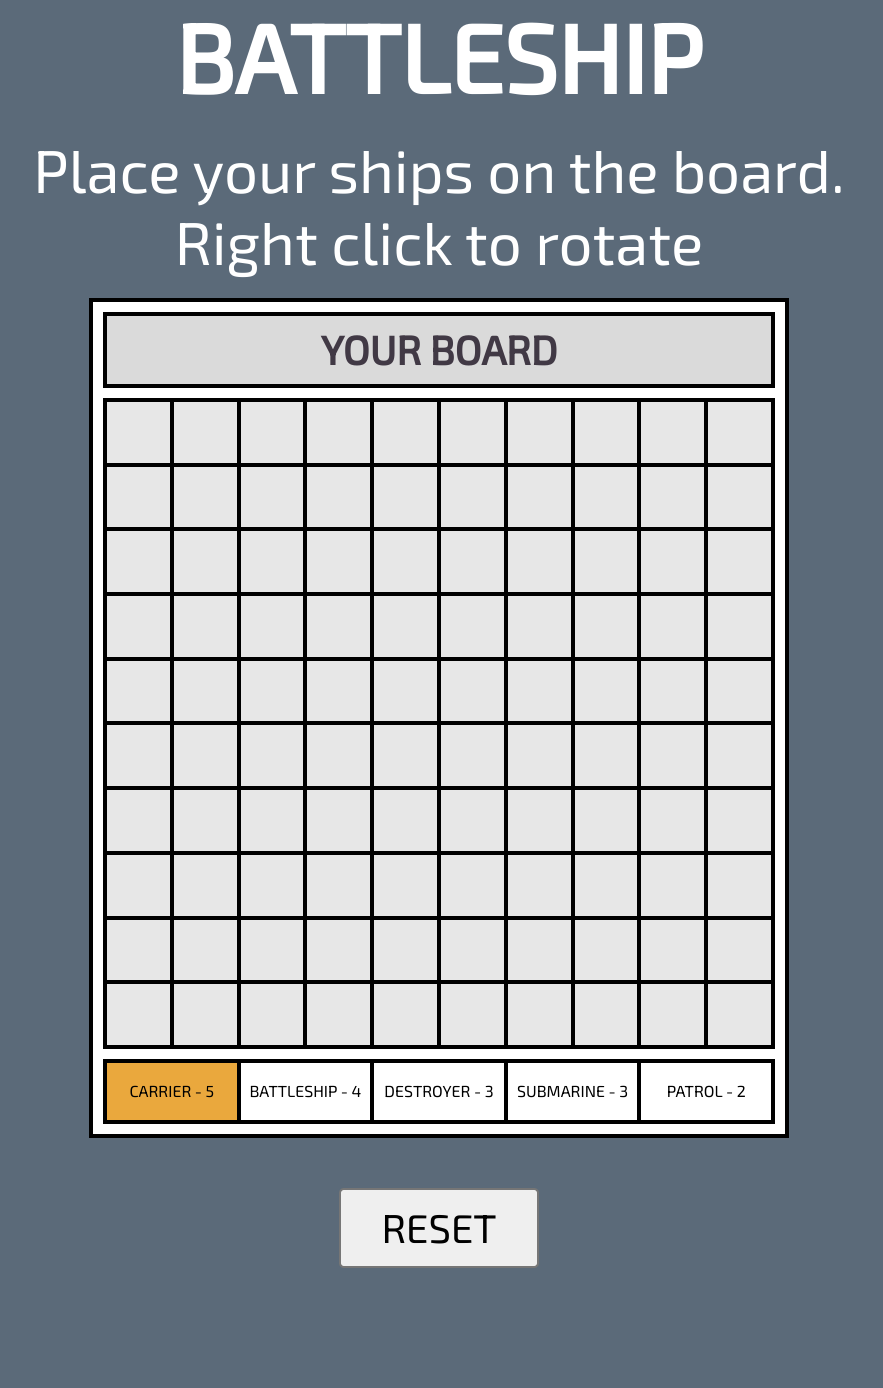 BATTLESHIP
Place your ships on the board.
Right click to rotate
YOUR BOARD
CARRIER - 5 BATTLESHIP - 4 DESTROYER - 3 SUBMARINE - 3 PATROL - 2
RESET